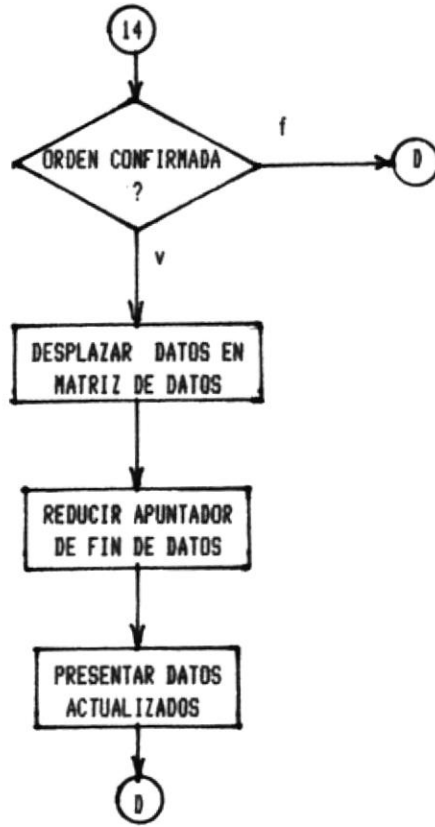 14
ORDEN CONFIRMADA
?
f
D
v
DESPLAZAR DATOS EN
MATRIZ DE DATOS
REDUCIR APUNTADOR
DE FIN DE DATOS
PRESENTAR DATOS
ACTUALIZADOS
D